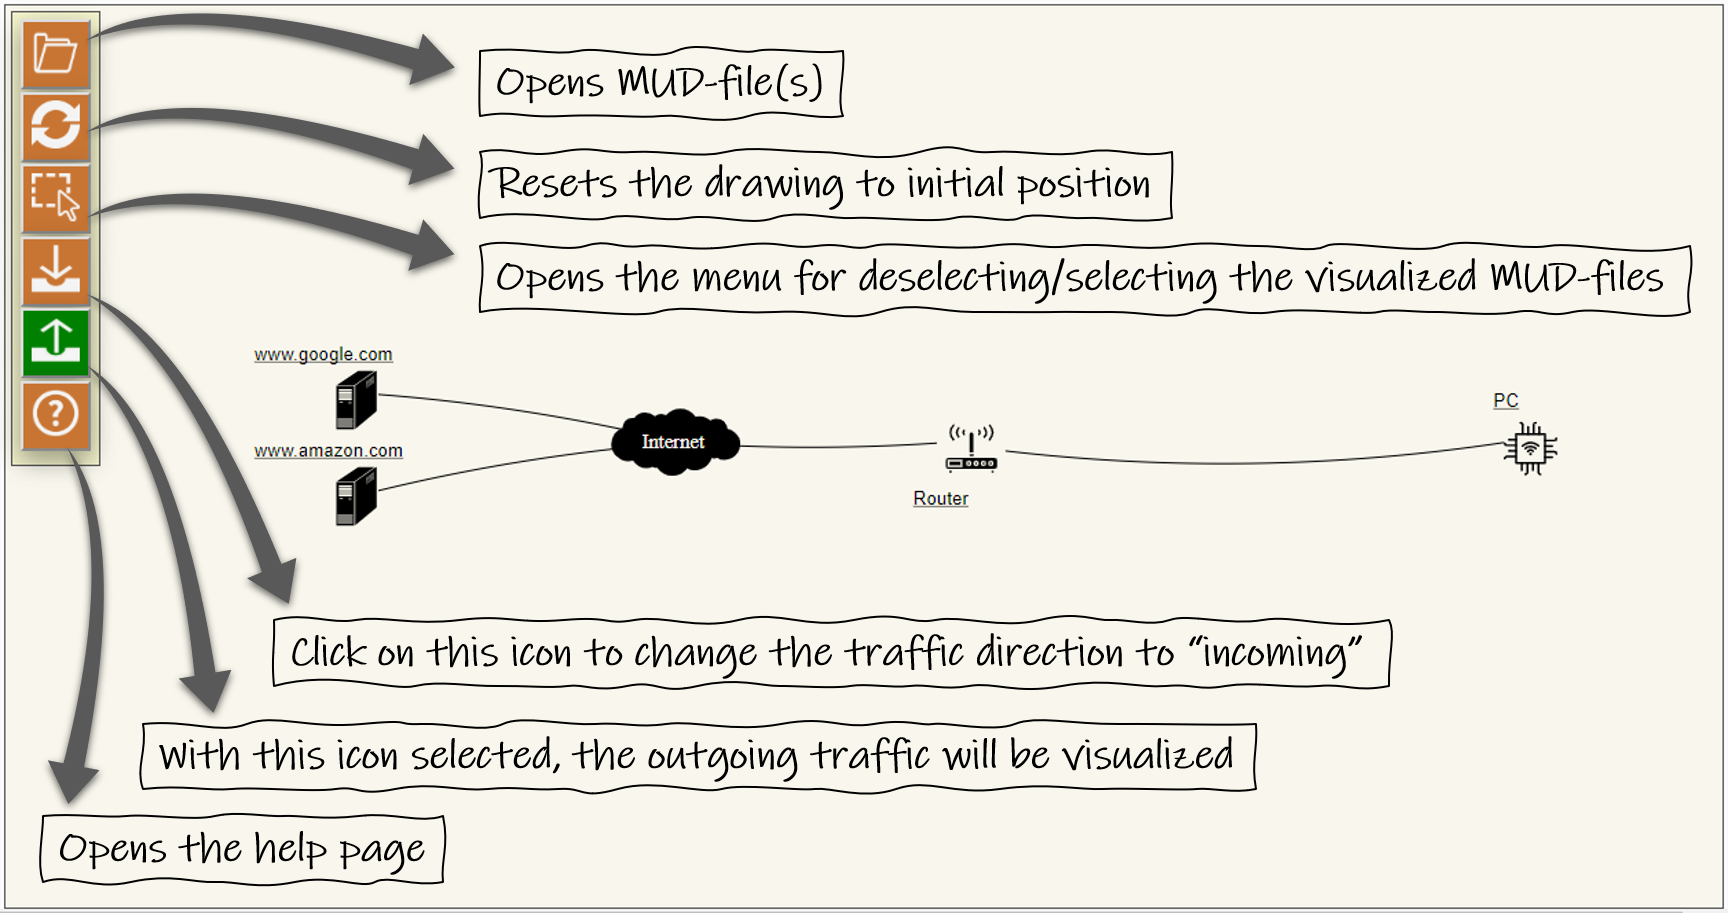 Opens MUD-file(s)
Resets the drawing to initial position
Opens the menu for deselecting/selecting the visualized MUD-files
www.google.com
www.amazon.com
Internet
Router
PC
Click on this icon to change the traffic direction to “incoming”
With this icon selected, the outgoing traffic will be visualized
Opens the help page